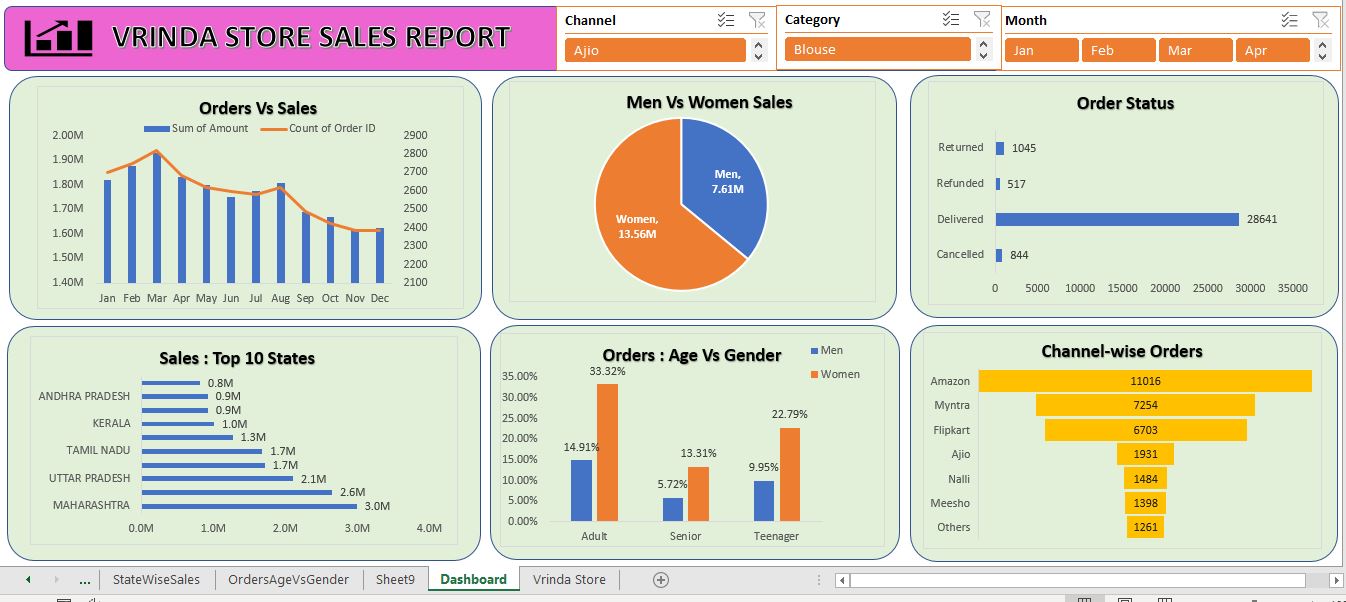 VRINDA STORE SALES REPORT
Channel
Ajio
Category
Blouse
Month
Jan Feb Mar Apr
Orders Vs Sales
Sum of Amount Count of Order ID
2.00M 2900
1.90M 2800
1.80M 2700
2600
1.70M 2500
1.60M 2400
2300
1.50M 2200
1.40M 2100
Jan Feb Mar Apr May Jun Jul Aug Sep Oct Nov Dec
Men Vs Women Sales
Men,
7.61M
Women,
13.56M
Order Status
Returned 1045
Refunded 517
Delivered 28641
Cancelled 844
0 5000 10000 15000 20000 25000 30000 35000
Sales : Top 10 States
0.8M
ANDHRA PRADESH 0.9M
0.9M
KERALA 1.0M
1.3M
TAMIL NADU 1.7M
1.7M
UTTAR PRADESH 2.1M
2.6M
MAHARASHTRA 3.0M
0.0M 1.0M 2.0M 3.0M 4.0M
Orders : Age Vs Gender
Men
Women
35.00%
30.00%
25.00%
20.00%
15.00%
10.00%
5.00%
0.00%
14.91% 33.32%
5.72% 13.31%
9.95% 22.79%
Adult Senior Teenager
Channel-wise Orders
Amazon 11016
Myntra 7254
Flipkart 6703
Ajio 1931
Nalli 1484
Meesho 1398
Others 1261
... StateWiseSales OrdersAgeVsGender Sheet9 Dashboard Vrinda Store